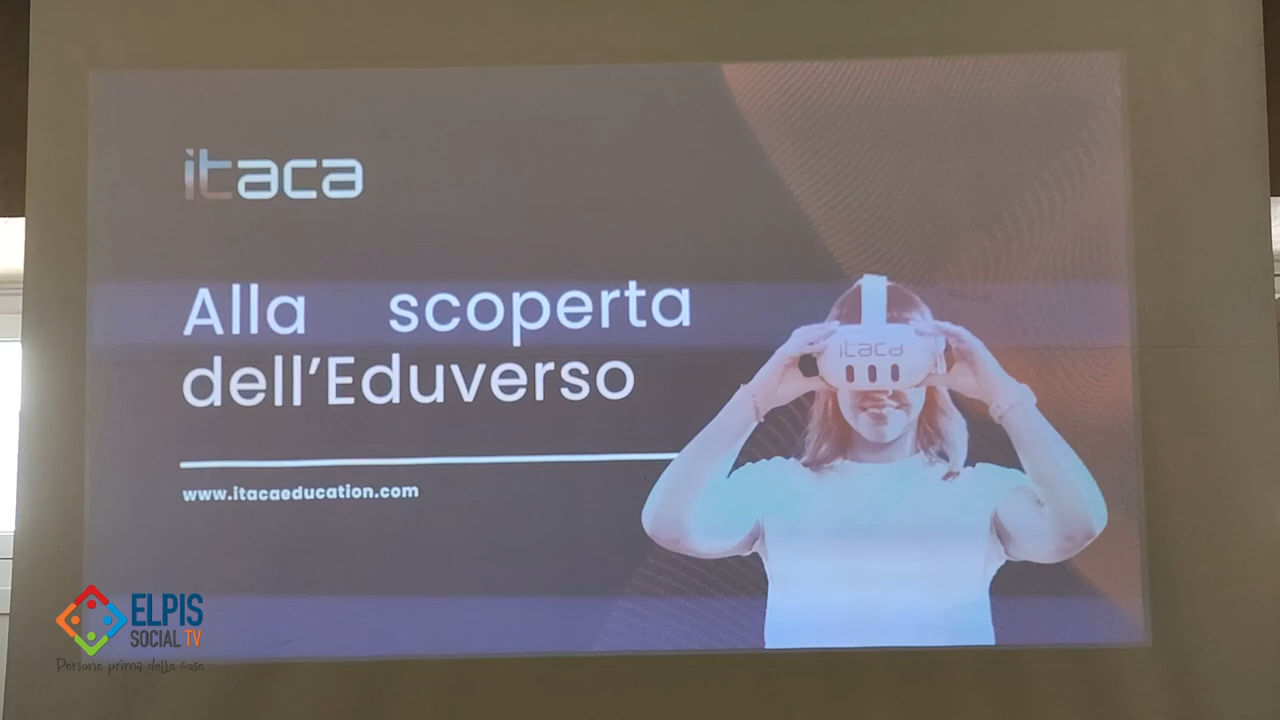 itaca
Alla scoperta
dell'Eduverso
itaca
www.itacaeducation.com
ELPIS
SOCIAL TV
Persone prima delle cose